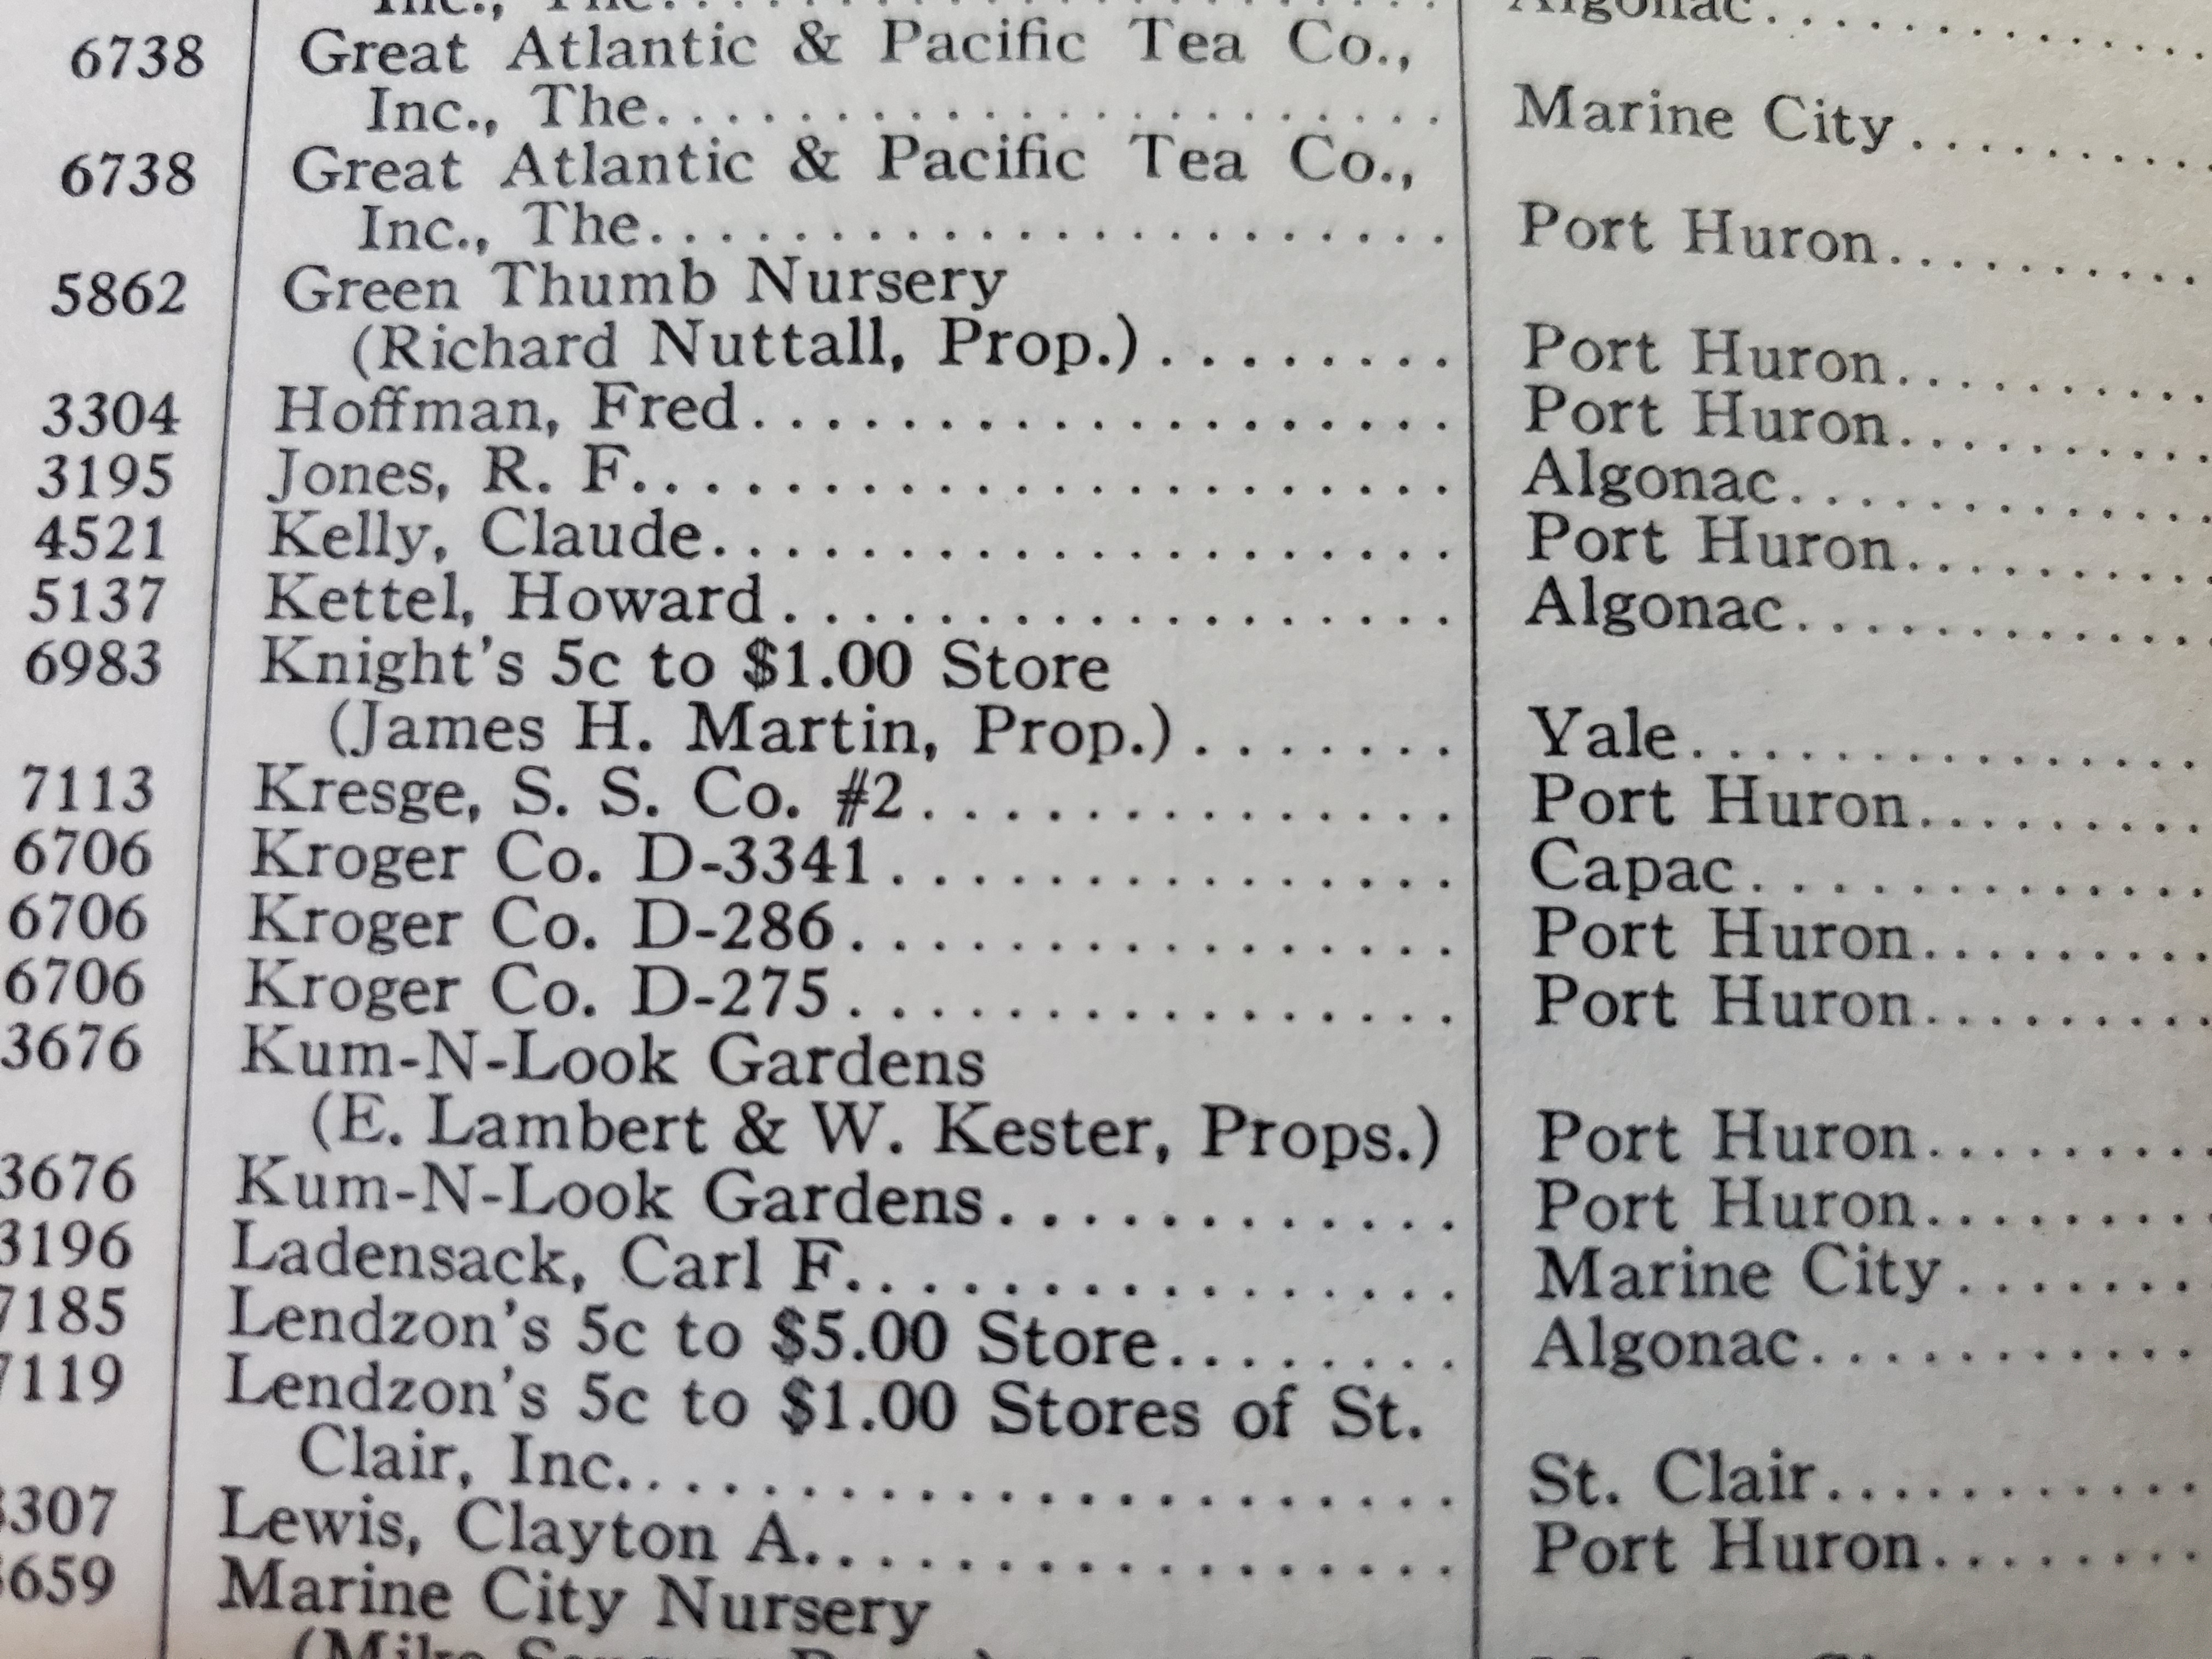 Inc., The
Algonac
6738 Great Atlantic & Pacific Tea Co.,
Inc., The........................ Marine City.........
6738 Great Atlantic & Pacific Tea Co.,
Inc., The........................ Port Huron..........
5862 Green Thumb Nursery
(Richard Nuttall, Prop.)......... Port Huron..........
3304 Hoffman, Fred...................... Port Huron..........
3195 Jones, R. F........................ Algonac.............
4521 Kelly, Claude...................... Port Huron..........
5137 Kettel, Howard..................... Algonac.............
6983 Knight's 5c to $1.00 Store
(James H. Martin, Prop.)........ Yale................
7113 Kresge, S. S. Co. #2................ Port Huron.........
6706 Kroger Co. D-3341.................. Capac..............
6706 Kroger Co. D-286................... Port Huron.........
6706 Kroger Co. D-275................... Port Huron.........
3676 Kum-N-Look Gardens
(E. Lambert & W. Kester, Props.) Port Huron.........
3676 Kum-N-Look Gardens............. Port Huron.........
3196 Ladensack, Carl F.................. Marine City.......
7185 Lendzon's 5c to $5.00 Store......... Algonac............
7119 Lendzon's 5c to $1.00 Stores of St.
Clair, Inc.......................... St. Clair...........
307 Lewis, Clayton A.................... Port Huron........
659 Marine City Nursery